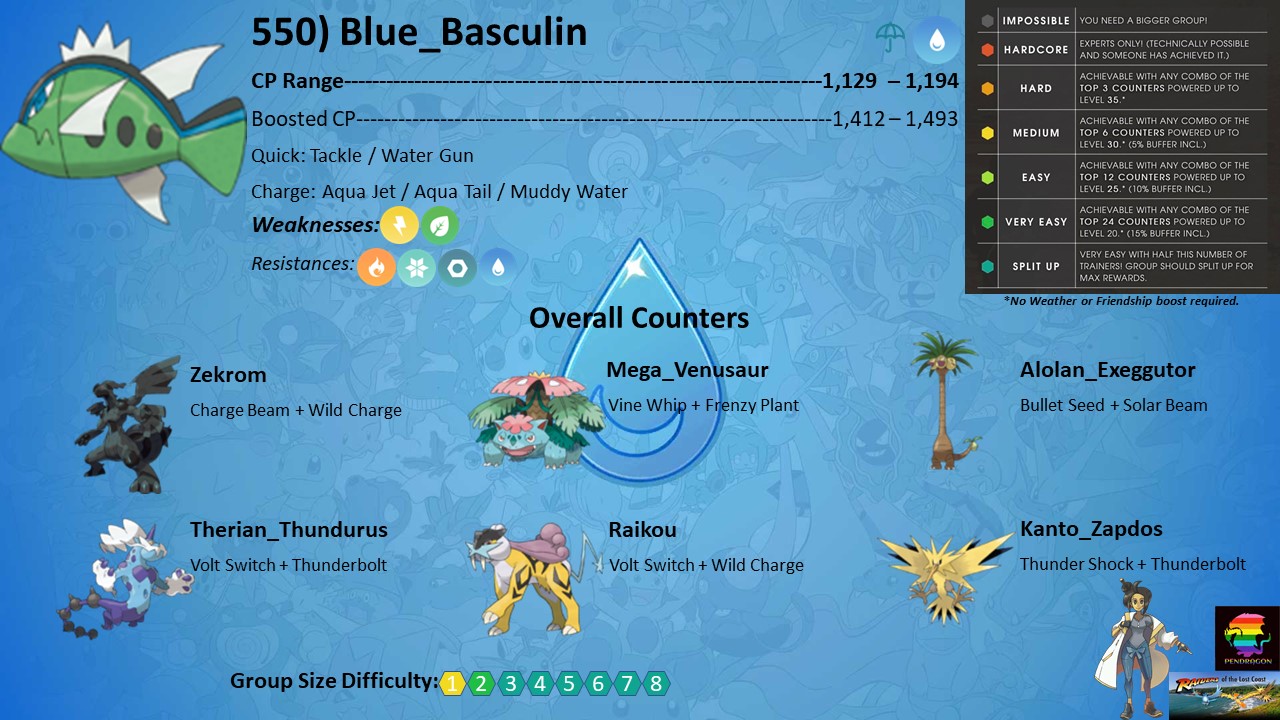 550) Blue_Basculin
CP Range-----------------------------------------------------------------------1,129 – 1,194
Boosted CP-----------------------------------------------------------------------1,412 – 1,493
Quick: Tackle / Water Gun
Charge: Aqua Jet / Aqua Tail / Muddy Water
Weaknesses:
Resistances:
IMPOSSIBLE YOU NEED A BIGGER GROUP!
HARDCORE EXPERTS ONLY! (TECHNICALLY POSSIBLE
AND SOMEONE HAS ACHIEVED IT.)
HARD ACHIEVABLE WITH ANY COMBO OF THE
TOP 3 COUNTERS POWERED UP TO
LEVEL 35.*
MEDIUM ACHIEVABLE WITH ANY COMBO OF THE
TOP 6 COUNTERS POWERED UP TO
LEVEL 30.* (5% BUFFER INCL.)
EASY ACHIEVABLE WITH ANY COMBO OF THE
TOP 12 COUNTERS POWERED UP TO
LEVEL 25.* (10% BUFFER INCL.)
VERY EASY ACHIEVABLE WITH ANY COMBO OF THE
TOP 24 COUNTERS POWERED UP TO
LEVEL 20.* (15% BUFFER INCL.)
SPLIT UP VERY EASY WITH HALF THIS NUMBER OF
TRAINERS! GROUP SHOULD SPLIT UP FOR
MAX REWARDS.
*No Weather or Friendship boost required.
Overall Counters
Zekrom
Charge Beam + Wild Charge
Mega_Venusaur
Vine Whip + Frenzy Plant
Alolan_Exeggutor
Bullet Seed + Solar Beam
Therian_Thundurus
Volt Switch + Thunderbolt
Raikou
Volt Switch + Wild Charge
Kanto_Zapdos
Thunder Shock + Thunderbolt
Group Size Difficulty: 1 2 3 4 5 6 7 8
PENDRAGON
RAIDERS of the Lost Coast